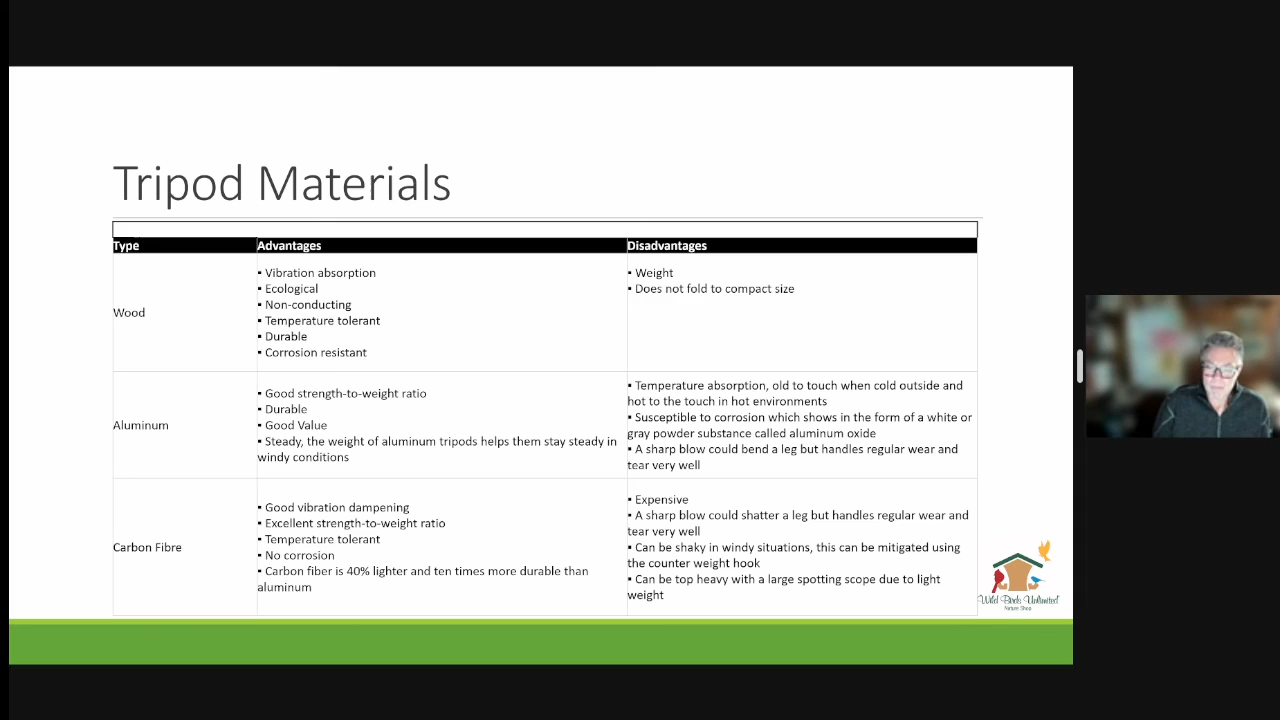 Tripod Materials
Type Advantages Disadvantages
Wood
▪ Vibration absorption
▪ Ecological
▪ Non-conducting
▪ Temperature tolerant
▪ Durable
▪ Corrosion resistant
▪ Weight
▪ Does not fold to compact size
Aluminum
▪ Good strength-to-weight ratio
▪ Durable
▪ Good Value
▪ Steady, the weight of aluminum tripods helps them stay steady in
windy conditions
▪ Temperature absorption, old to touch when cold outside and
hot to the touch in hot environments
▪ Susceptible to corrosion which shows in the form of a white or
gray powder substance called aluminum oxide
▪ A sharp blow could bend a leg but handles regular wear and
tear very well
Carbon Fibre
▪ Good vibration dampening
▪ Excellent strength-to-weight ratio
▪ Temperature tolerant
▪ No corrosion
▪ Carbon fiber is 40% lighter and ten times more durable than
aluminum
▪ Expensive
▪ A sharp blow could shatter a leg but handles regular wear and
tear very well
▪ Can be shaky in windy situations, this can be mitigated using
the counter weight hook
▪ Can be top heavy with a large spotting scope due to light
weight
Wild Birds Unlimited
Nature Shop